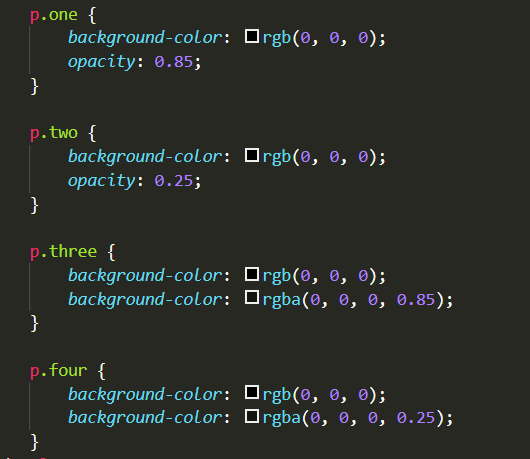 p.one {
background-color: rgb(0, 0, 0);
opacity: 0.85;
}
p.two {
background-color: rgb(0, 0, 0);
opacity: 0.25;
}
p.three {
background-color: rgb(0, 0, 0);
background-color: rgba(0, 0, 0, 0.85);
}
p.four {
background-color: rgb(0, 0, 0);
background-color: rgba(0, 0, 0, 0.25);
}